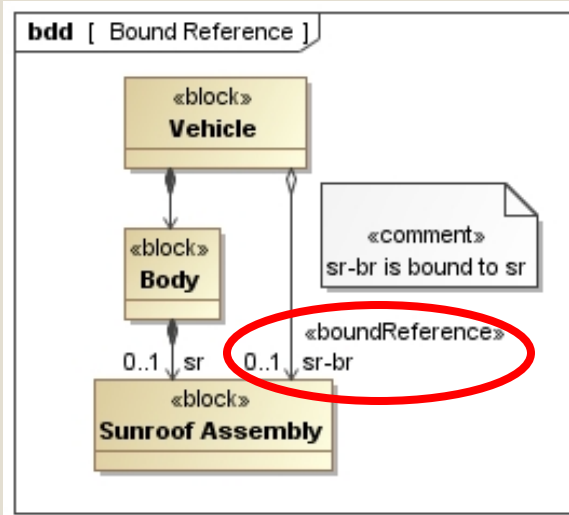 bdd [ Bound Reference ]
«block»
Vehicle
«comment»
sr-br is bound to sr
«block»
Body
«boundReference»
0..1 sr 0..1 sr-br
«block»
Sunroof Assembly